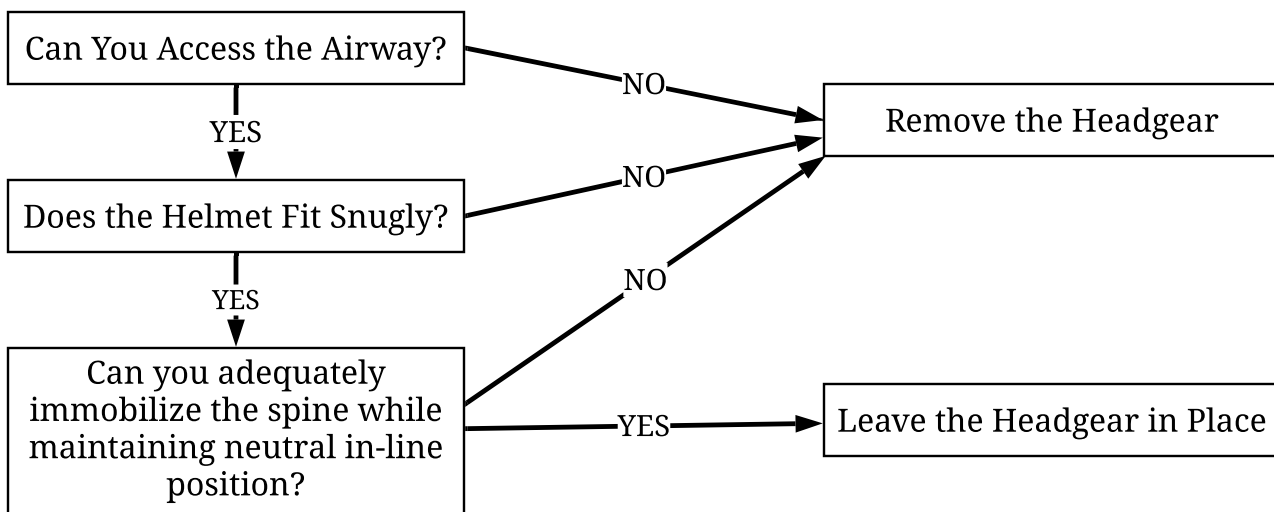 Can You Access the Airway?
NO
Remove the Headgear
YES
Does the Helmet Fit Snugly?
NO
YES
NO
Can you adequately
immobilize the spine while
maintaining neutral in-line
position?
YES
Leave the Headgear in Place